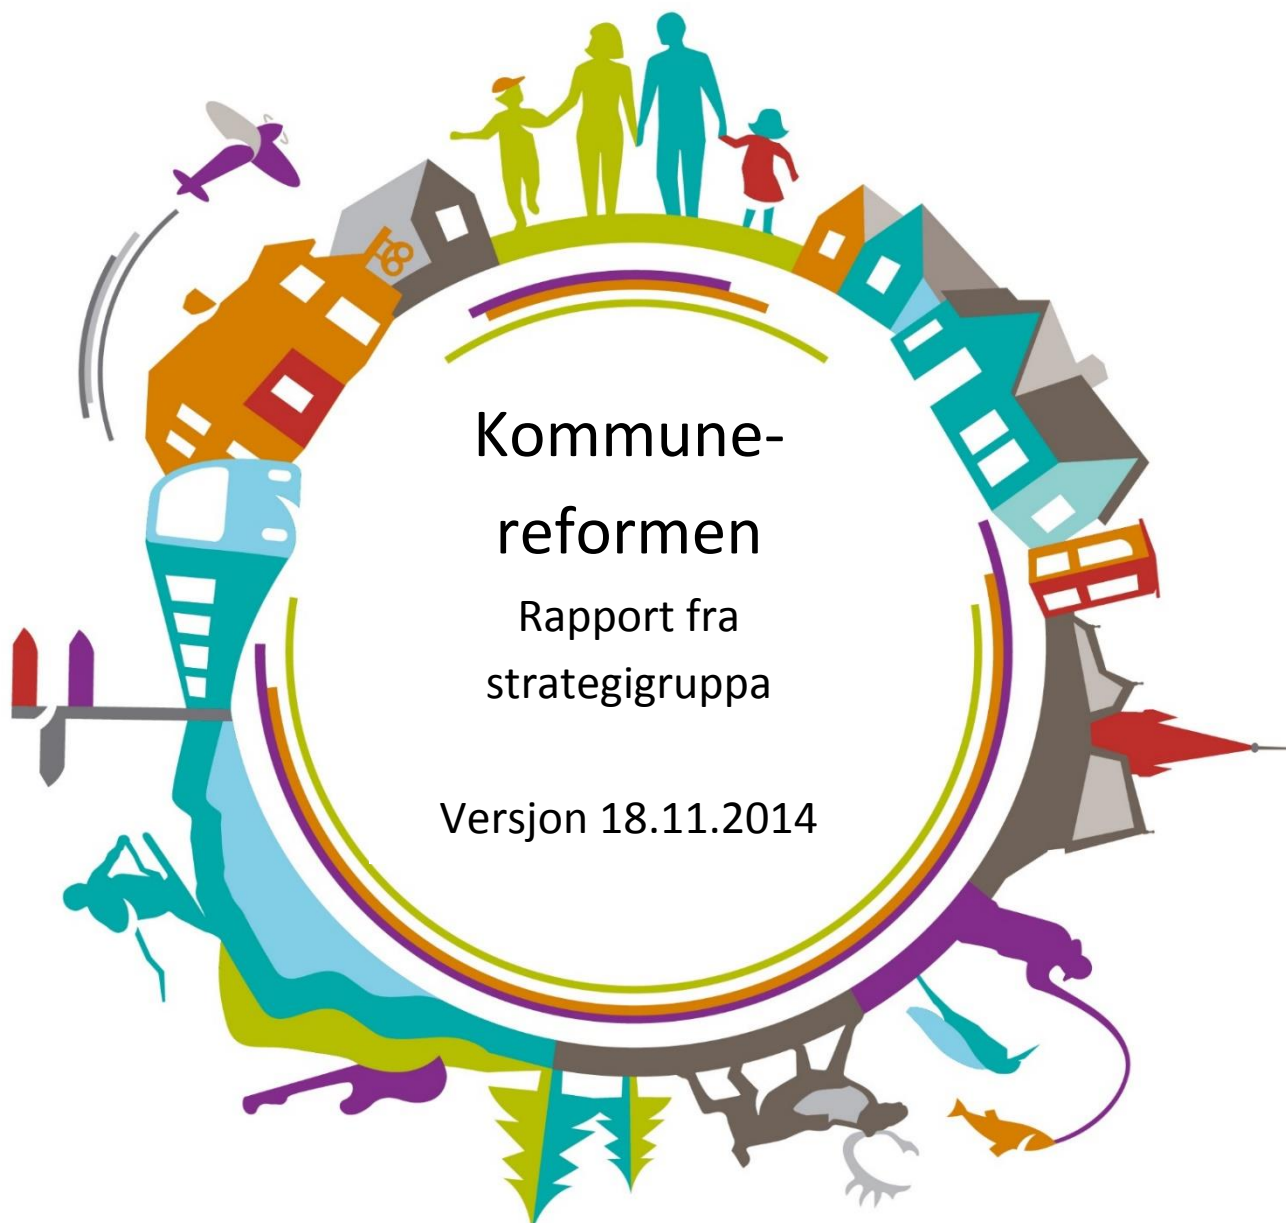 Kommune-
reformen
Rapport fra
strategigruppa
Versjon 18.11.2014